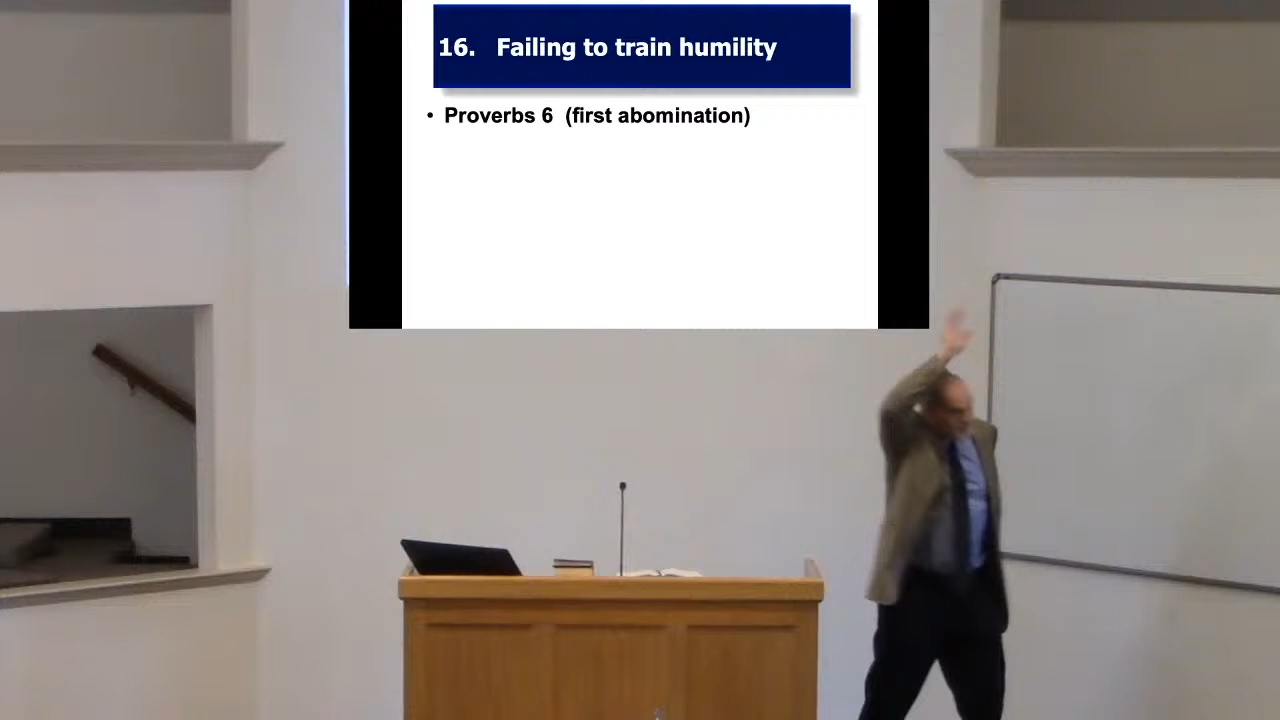 16. Failing to train humility
• Proverbs 6 (first abomination)